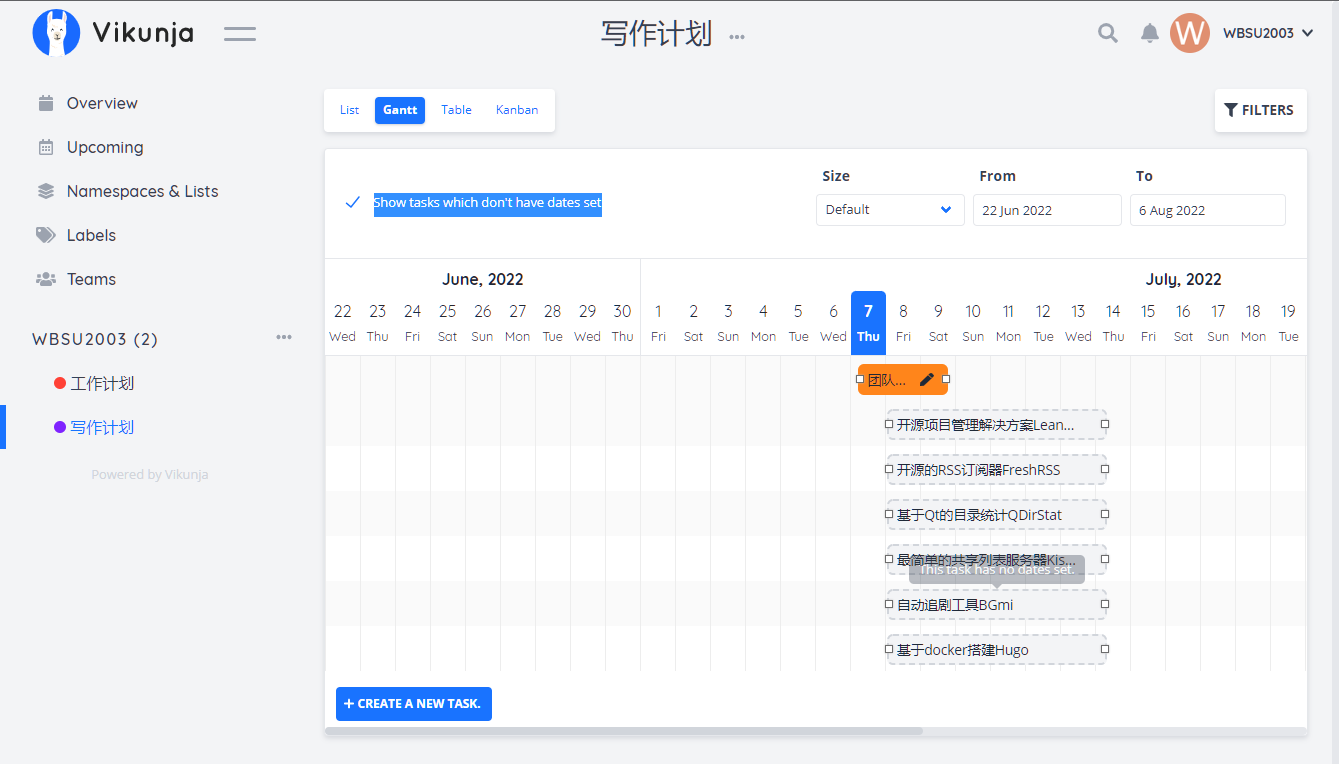 Vikunja
写作计划
W
WBSU2003
Overview
Upcoming
Namespaces & Lists
Labels
Teams
WBSU2003 (2)
工作计划
写作计划
Powered by Vikunja
List Gantt Table Kanban
FILTERS
Show tasks which don't have dates set
Size From To
Default 22 Jun 2022 6 Aug 2022
June, 2022 July, 2022
22 23 24 25 26 27 28 29 30 1 2 3 4 5 6 7 8 9 10 11 12 13 14 15 16 17 18 19
Wed Thu Fri Sat Sun Mon Tue Wed Thu Fri Sat Sun Mon Tue Wed Thu Fri Sat Sun Mon Tue Wed Thu Fri Sat Sun Mon Tue
团队...
开源项目管理解决方案Lean...
开源的RSS订阅器FreshRSS
基于Qt的目录统计QDirStat
最简单的共享列表服务器Kis...
This task has no dates set.
自动追剧工具BGmi
基于docker搭建Hugo
+ CREATE A NEW TASK.